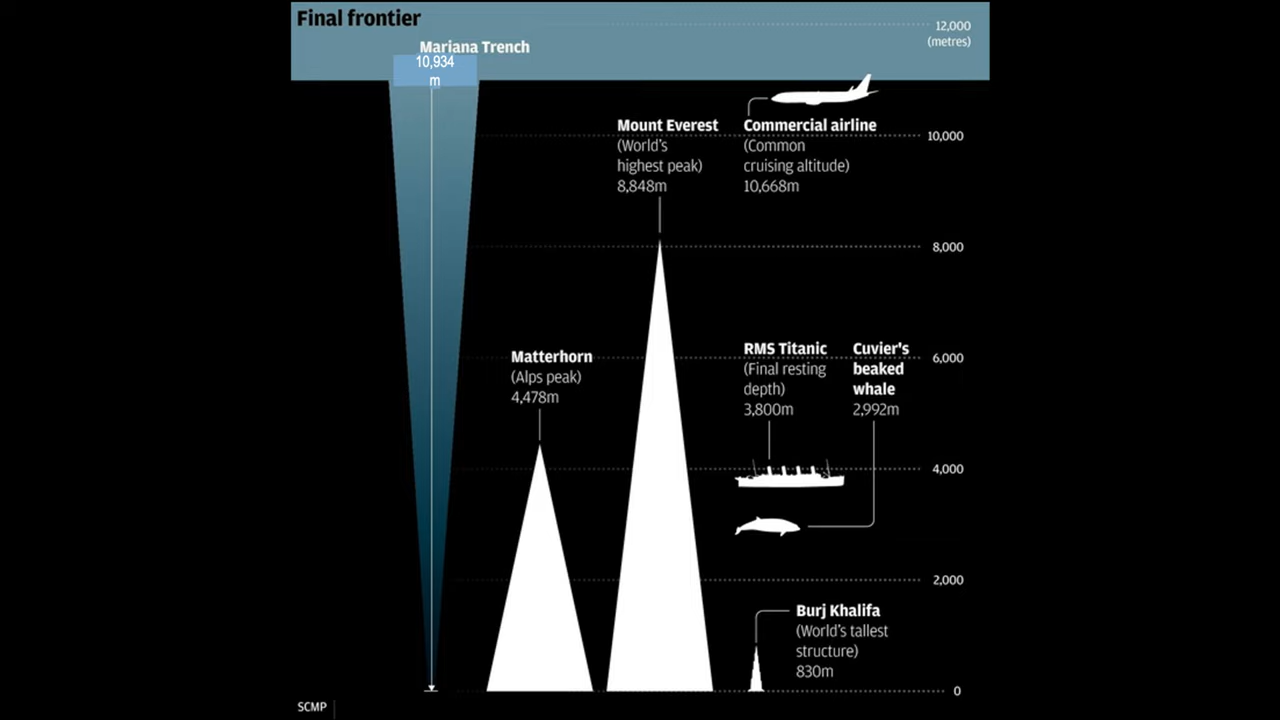 Final frontier
12,000
(metres)
Mariana Trench
10,934
m
Mount Everest
(World's
highest peak)
8,848m
Commercial airline
(Common
cruising altitude)
10,668m
10,000
8,000
Matterhorn
(Alps peak)
4,478m
RMS Titanic
(Final resting
depth)
3,800m
Cuvier's
beaked
whale
2,992m
6,000
4,000
2,000
Burj Khalifa
(World's tallest
structure)
830m
0
SCMP